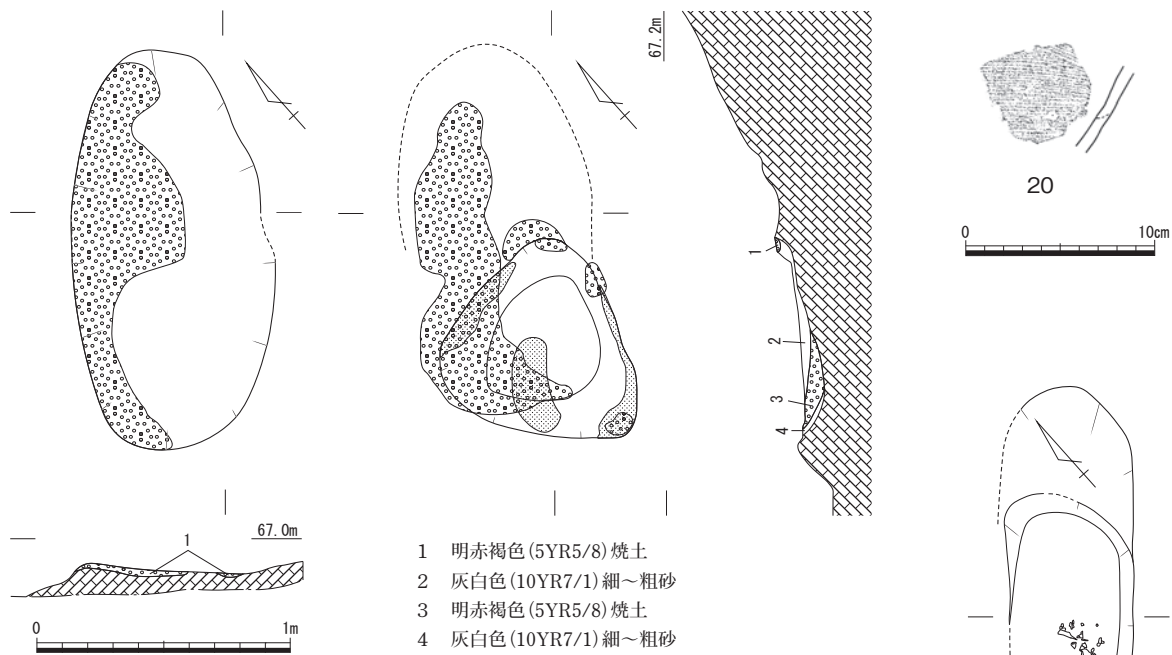 67.2m
20
0 10cm
1
2
3
4
1
67.0m
0 1m
1 明赤褐色(5YR5/8)焼土
2 灰白色(10YR7/1)細～粗砂
3 明赤褐色(5YR5/8)焼土
4 灰白色(10YR7/1)細～粗砂